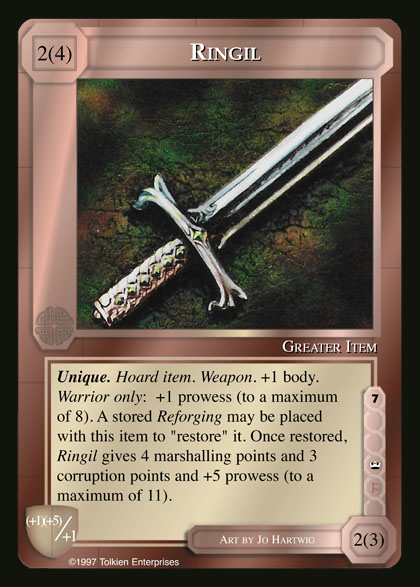 2(4)
RINGIL
GREATER ITEM
Unique. Hoard item. Weapon. +1 body.
Warrior only: +1 prowess (to a maximum
of 8). A stored Reforging may be placed
with this item to "restore" it. Once restored,
Ringil gives 4 marshalling points and 3
corruption points and +5 prowess (to a
maximum of 11).
7
(+1)(+5)/+1
ART BY JO HARTWIG
2(3)
©1997 Tolkien Enterprises